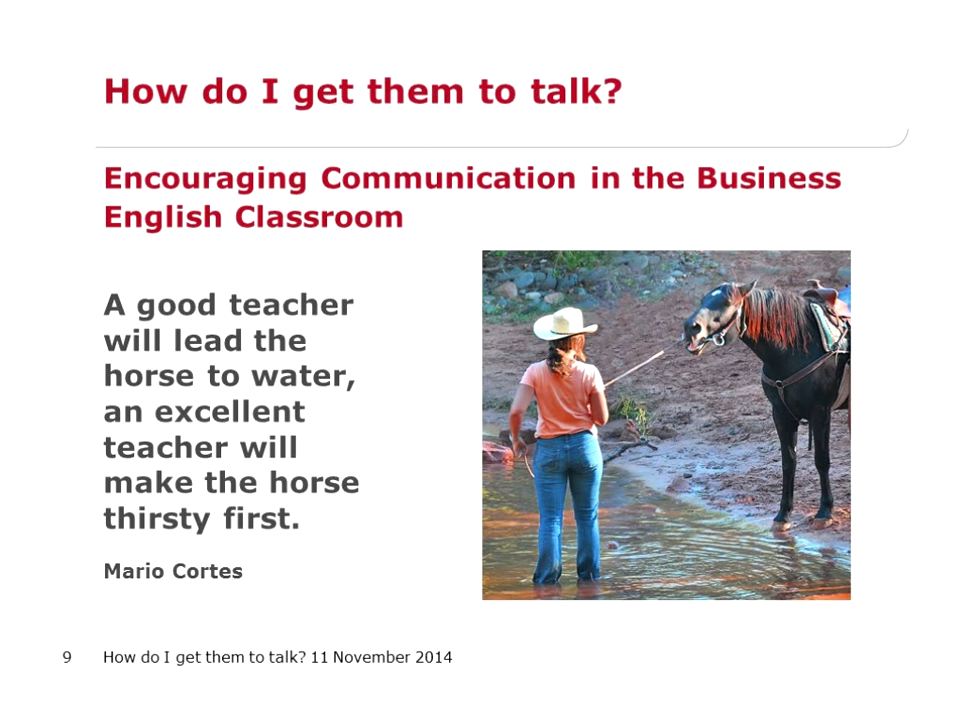 How do I get them to talk?
Encouraging Communication in the Business
English Classroom
A good teacher
will lead the
horse to water,
an excellent
teacher will
make the horse
thirsty first.
Mario Cortes
9 How do I get them to talk? 11 November 2014